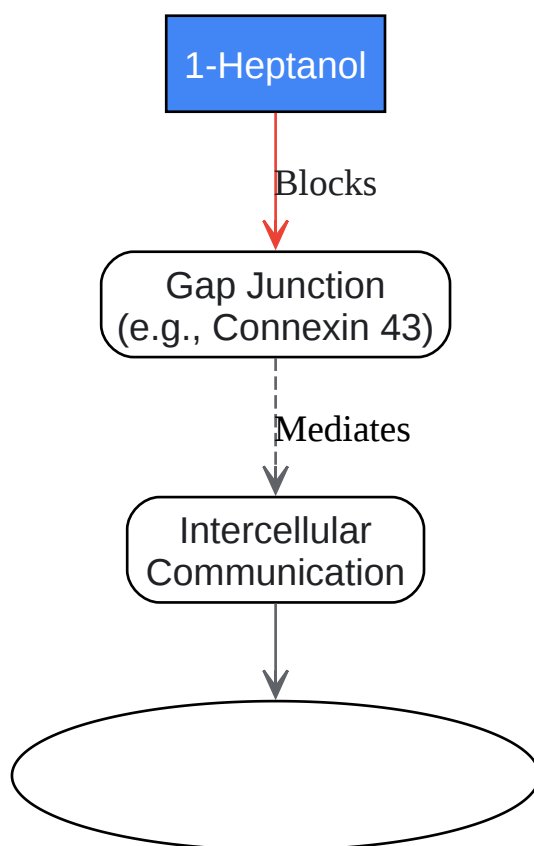 1-Heptanol
Blocks
Gap Junction
(e.g., Connexin 43)
Mediates
Intercellular
Communication